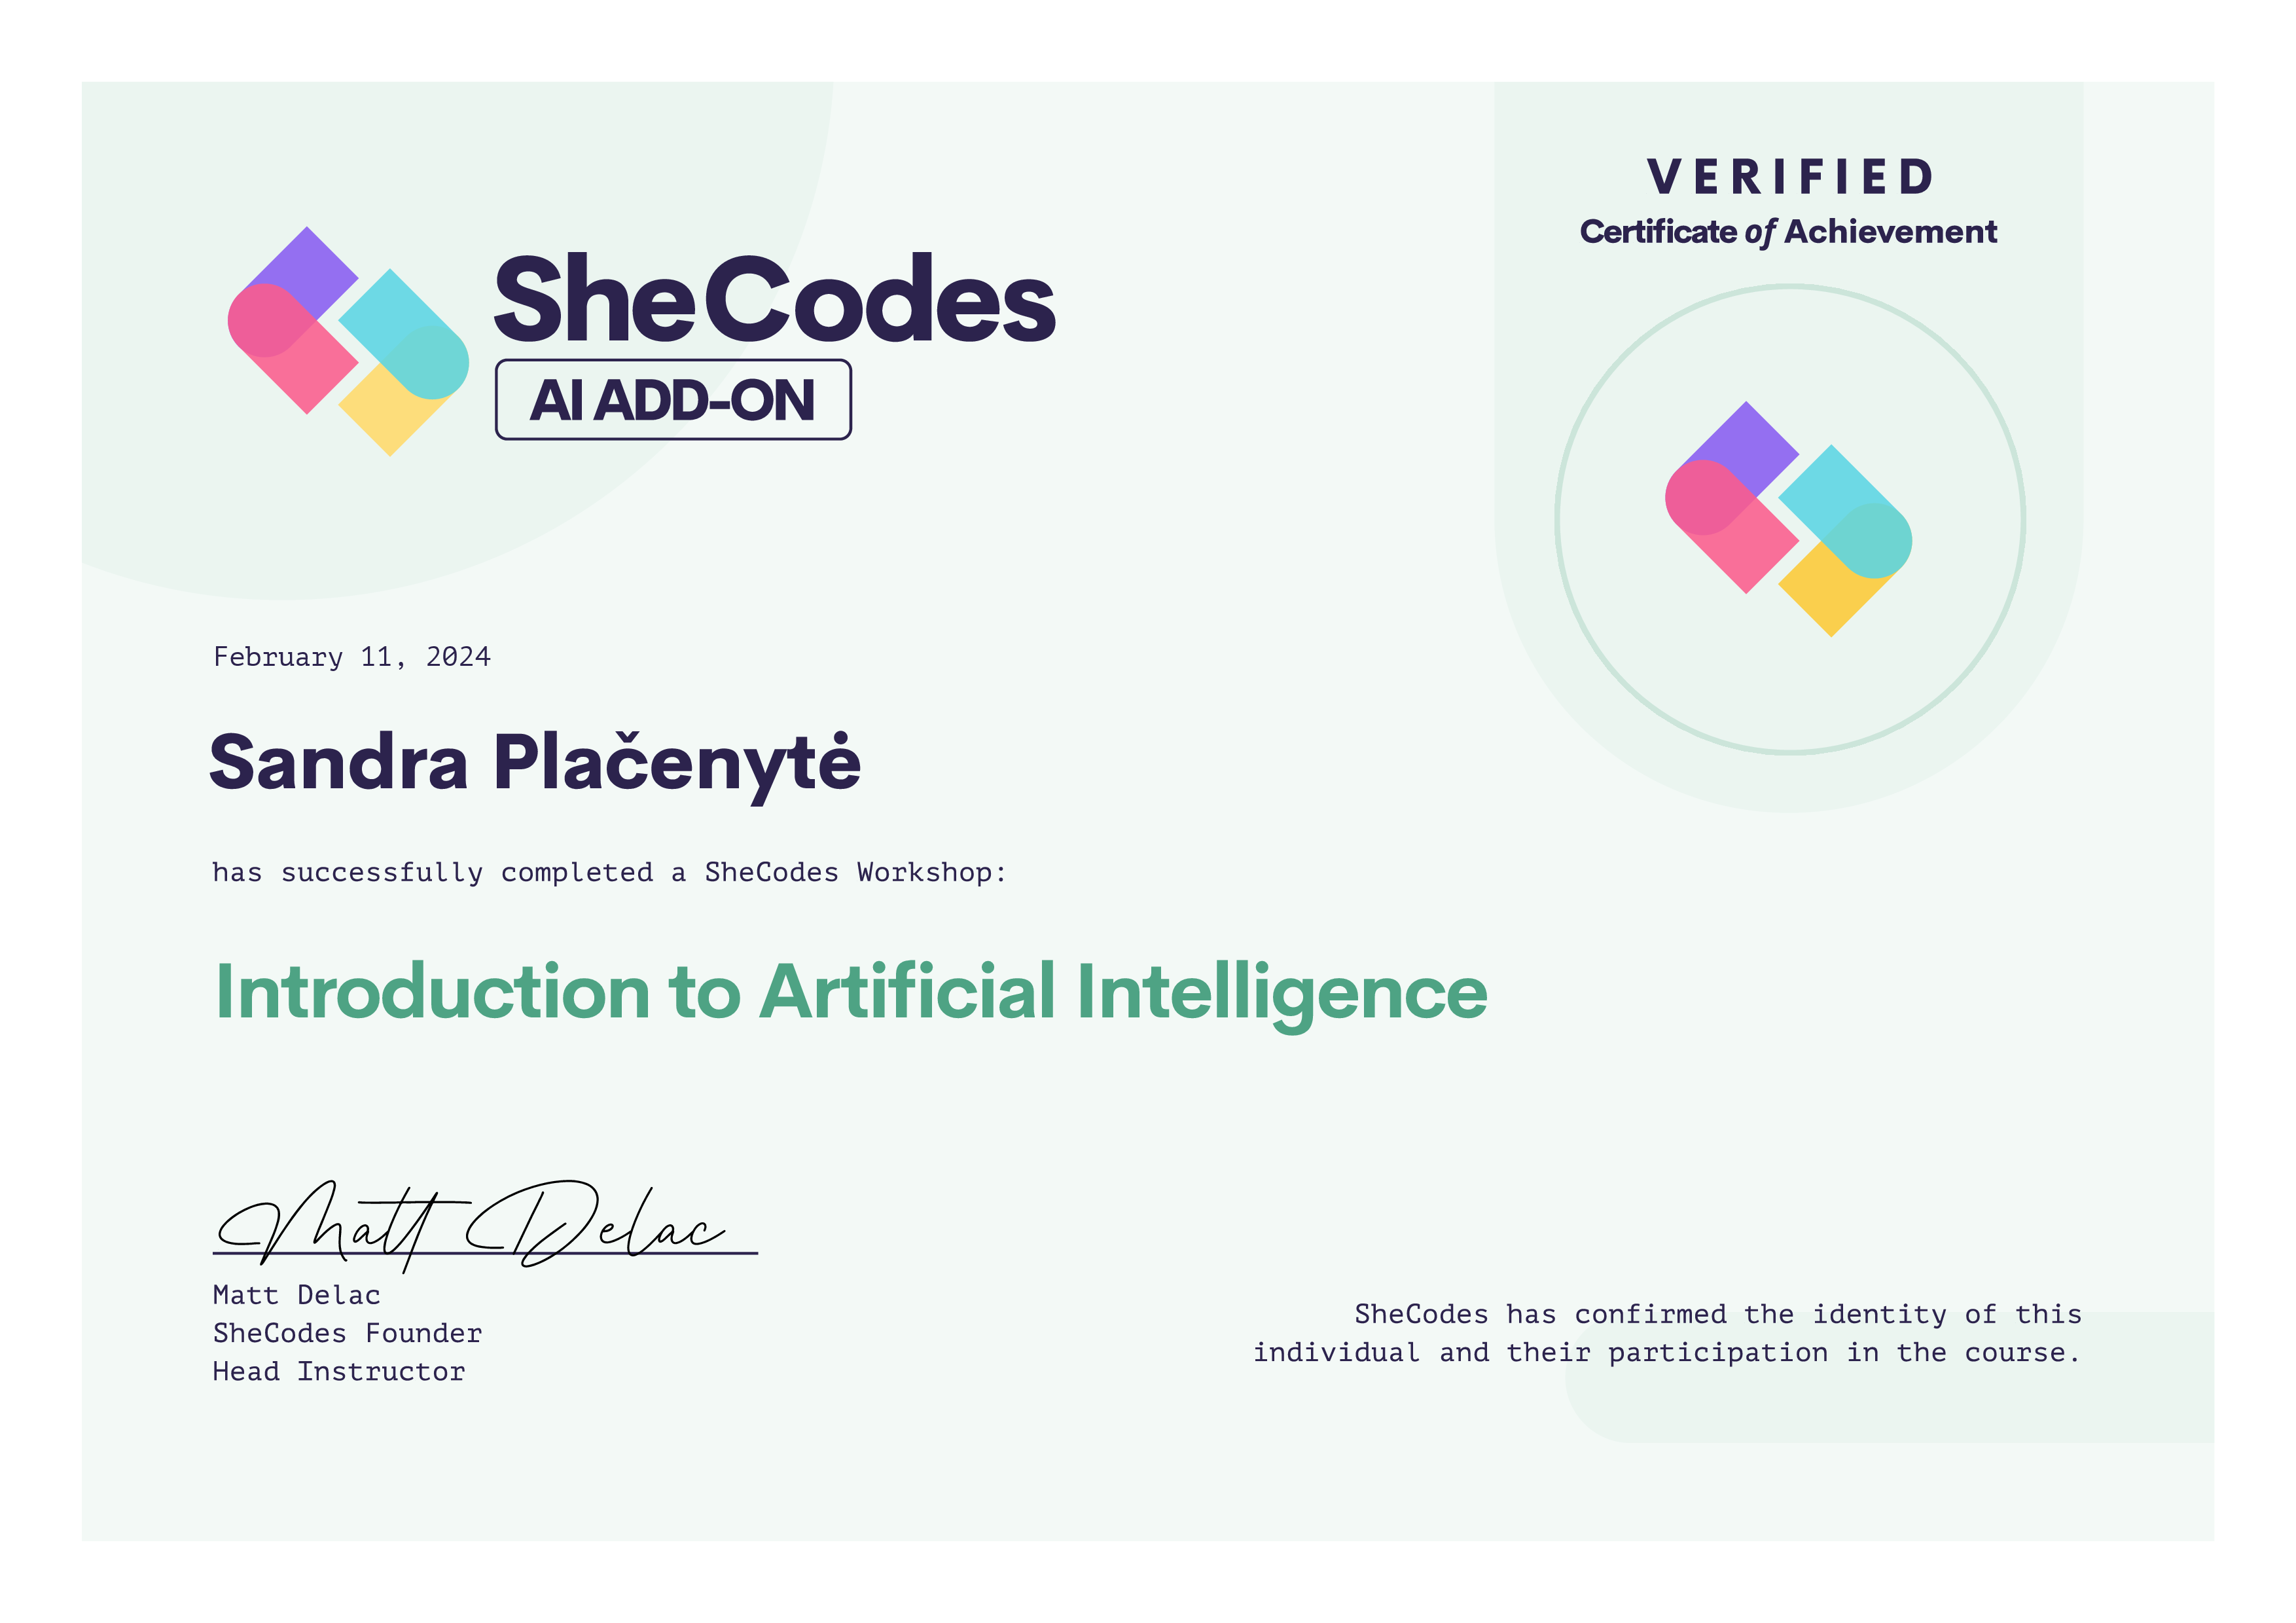 SheCodes
AI ADD-ON
VERIFIED
Certificate of Achievement
February 11, 2024
Sandra Plačenytė
has successfully completed a SheCodes Workshop:
Introduction to Artificial Intelligence
Matt Delac
Matt Delac
SheCodes Founder
Head Instructor
SheCodes has confirmed the identity of this
individual and their participation in the course.